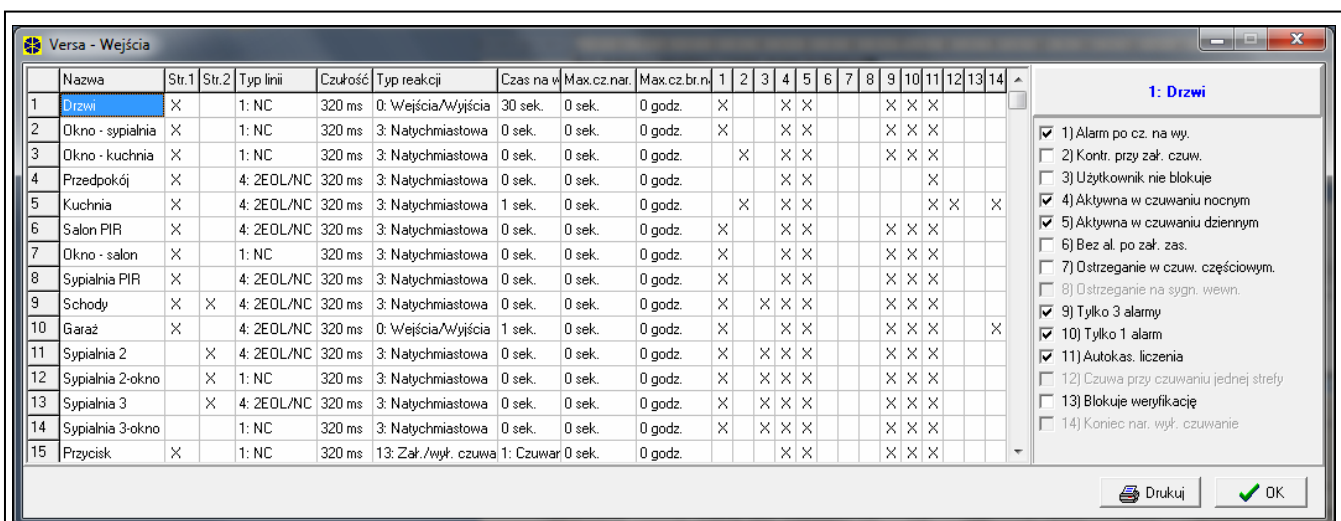 Versa - Wejścia
Nazwa Str.1 Str.2 Typ linii Czułość Typ reakcji Czas na w Max.cz.nar. Max.cz.br.n 1 2 3 4 5 6 7 8 9 10 11 12 13 14
1 Drzwi X 1: NC 320 ms 0: Wejścia/Wyjścia 30 sek. 0 sek. 0 godz. X X X X X X
2 Okno - sypialnia X 1: NC 320 ms 3: Natychmiastowa 0 sek. 0 sek. 0 godz. X X X X X X
3 Okno - kuchnia X 1: NC 320 ms 3: Natychmiastowa 0 sek. 0 sek. 0 godz. X X X X X X
4 Przedpokój X 4: 2EOL/NC 320 ms 3: Natychmiastowa 0 sek. 0 sek. 0 godz. X X X
5 Kuchnia X 4: 2EOL/NC 320 ms 3: Natychmiastowa 1 sek. 0 sek. 0 godz. X X X X X X
6 Salon PIR X 4: 2EOL/NC 320 ms 3: Natychmiastowa 0 sek. 0 sek. 0 godz. X X X X X X
7 Okno - salon X 1: NC 320 ms 3: Natychmiastowa 0 sek. 0 sek. 0 godz. X X X X X X
8 Sypialnia PIR X 4: 2EOL/NC 320 ms 3: Natychmiastowa 0 sek. 0 sek. 0 godz. X X X X X X
9 Schody X X 4: 2EOL/NC 320 ms 3: Natychmiastowa 0 sek. 0 sek. 0 godz. X X X X X X X
10 Garaż X 4: 2EOL/NC 320 ms 0: Wejścia/Wyjścia 1 sek. 0 sek. 0 godz. X X X
11 Sypialnia 2 X 4: 2EOL/NC 320 ms 3: Natychmiastowa 0 sek. 0 sek. 0 godz. X X X X X X X
12 Sypialnia 2-okno X 1: NC 320 ms 3: Natychmiastowa 0 sek. 0 sek. 0 godz. X X X X X X X
13 Sypialnia 3 X 4: 2EOL/NC 320 ms 3: Natychmiastowa 0 sek. 0 sek. 0 godz. X X X X X X X
14 Sypialnia 3-okno 1: NC 320 ms 3: Natychmiastowa 0 sek. 0 sek. 0 godz. X X X X X X X
15 Przycisk X 1: NC 320 ms 13: Zał./wył. czuwa 1: Czuwar 0 sek. 0 godz. X X X X X
1: Drzwi
1) Alarm po cz. na wy.
2) Kontr. przy zał. czuw.
3) Użytkownik nie blokuje
4) Aktywna w czuwaniu nocnym
5) Aktywna w czuwaniu dziennym
6) Bez al. po zał. zas.
7) Ostrzeganie w czuw. częściowym.
8) Ostrzeganie na sygn. wewn.
9) Tylko 3 alarmy
10) Tylko 1 alarm
11) Autokas. liczenia
12) Czuwa przy czuwaniu jednej strefy
13) Blokuje weryfikację
14) Koniec nar. wył. czuwanie
Drukuj OK